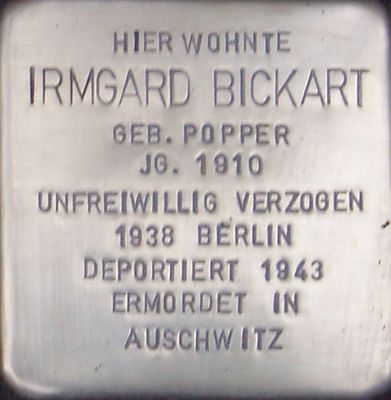 HIER WOHNTE
IRMGARD BICKART
GEB. POPPER
JG. 1910
UNFREIWILLIG VERZOGEN
1938 BERLIN
DEPORTIERT 1943
ERMORDET IN
AUSCHWITZ